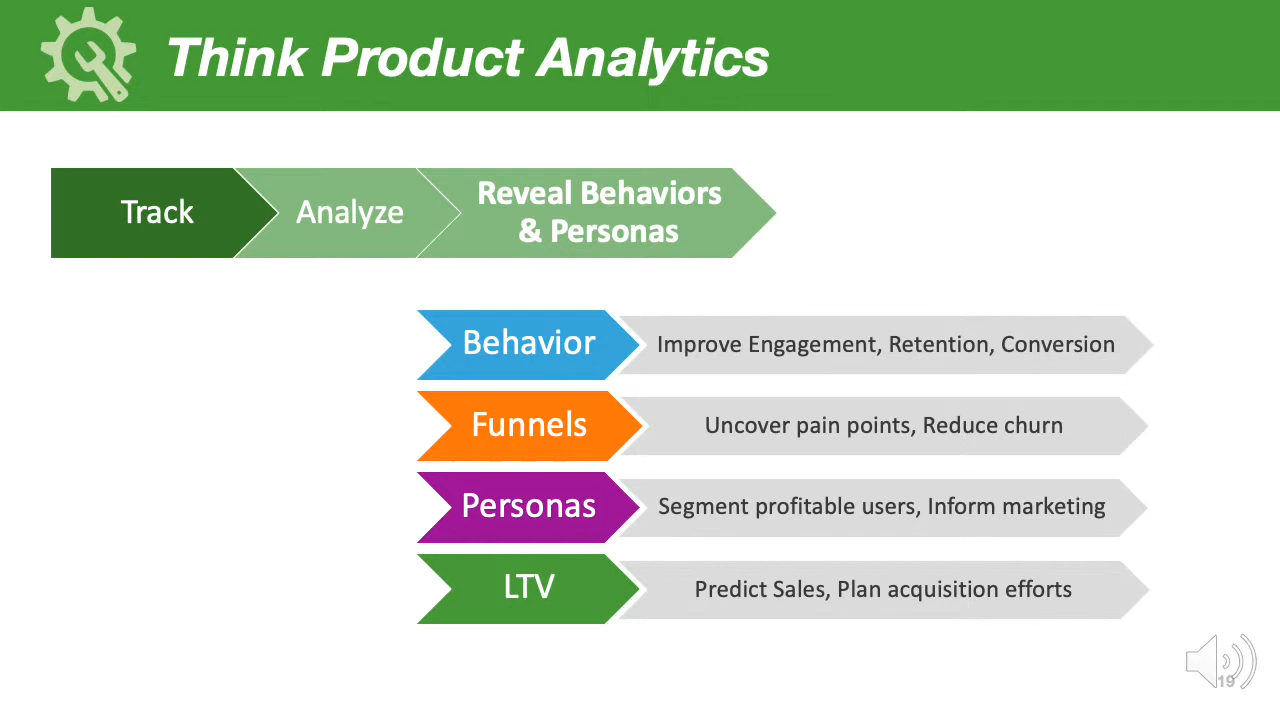 Think Product Analytics
Track
Analyze
Reveal Behaviors
& Personas
Behavior
Improve Engagement, Retention, Conversion
Funnels
Uncover pain points, Reduce churn
Personas
Segment profitable users, Inform marketing
LTV
Predict Sales, Plan acquisition efforts
19